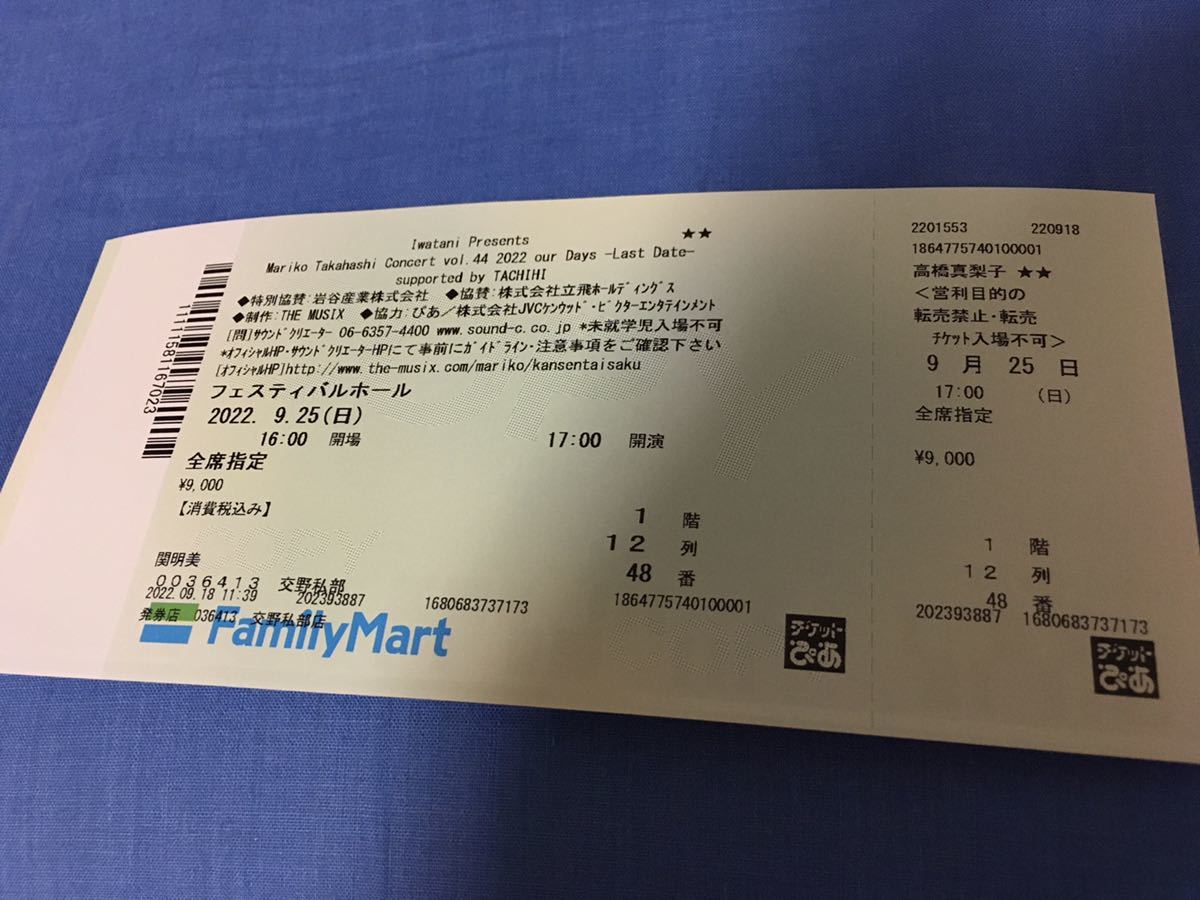 Iwatani Presents ★★
Mariko Takahashi Concert vol.44 2022 our Days -Last Date-
supported by TACHIHI
◆特別協賛:岩谷産業株式会社 ◆協賛:株式会社立飛ホールディングス
◆制作:THE MUSIX ◆協力:ぴあ/株式会社JVCケンウッド・ビクターエンタテインメント
[問]サウンドクリエーター 06-6357-4400 www.sound-c.co.jp *未就学児入場不可
*オフィシャルHP・サウンドクリエーターHPにて事前にガイドライン・注意事項をご確認下さい
[オフィシャルHP]http://www.the-musix.com/mariko/kansentaisaku
フェスティバルホール
2022. 9.25(日)
16:00 開場 17:00 開演
全席指定
¥9,000
【消費税込み】
1 階
12 列
48 番
関明美
0036413 交野私部
2022.09.18 11:39 202393887 1680683737173 1864775740100001
発券店 036413 交野私部店
FamilyMart
チケットぴあ
1111158116702​3
2201553 220918
1864775740100001
高橋真梨子 ★★
<営利目的の
転売禁止・転売
チケット入場不可>
9 月 25 日
17:00 (日)
全席指定
¥9,000
1 階
12 列
48 番
202393887 1680683737173
チケットぴあ
COPY
COPY